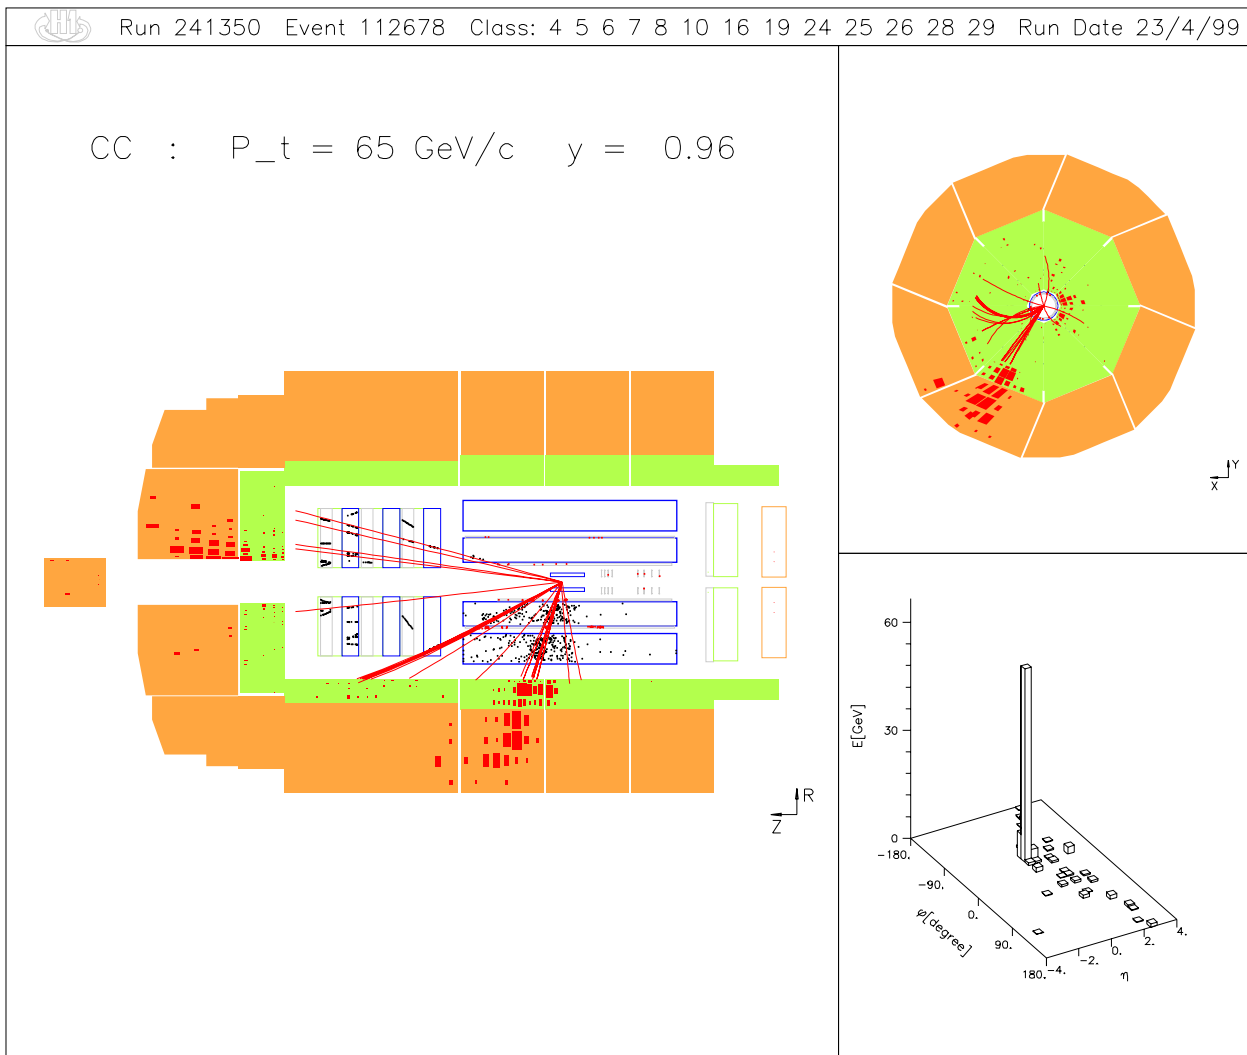 H1 Run 241350 Event 112678 Class: 4 5 6 7 8 10 16 19 24 25 26 28 29 Run Date 23/4/99
CC : P_t = 65 GeV/c y = 0.96
R
Z
Y
X
E[GeV]
60
30
0
-180.
-90.
0.
90.
180.
φ[degree]
-4.
-2.
0.
2.
4.
η